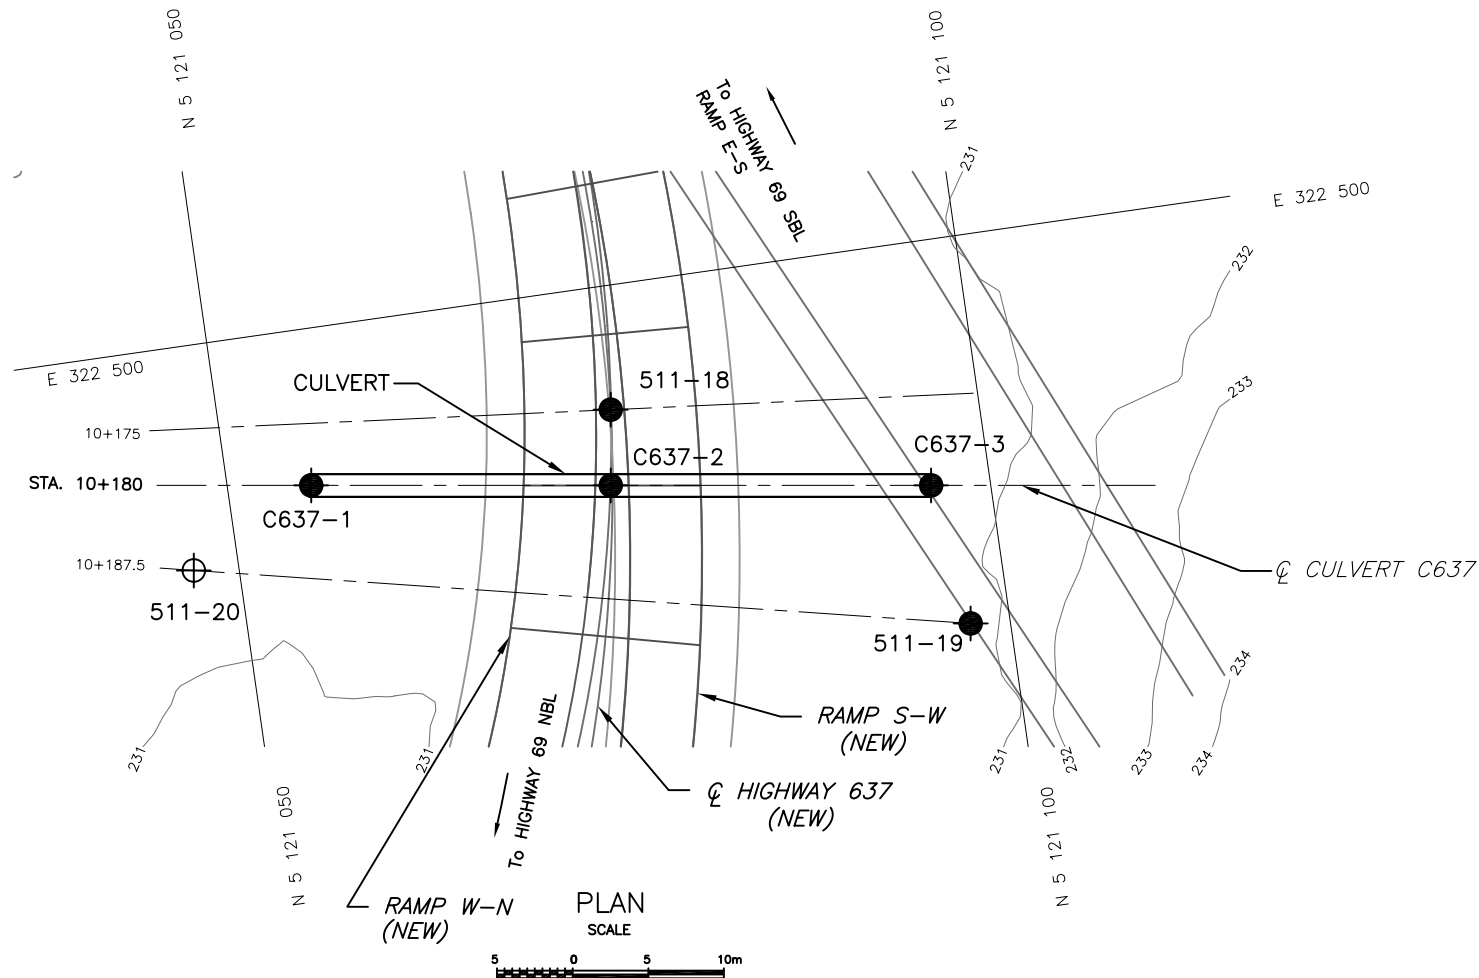 N 5 121 050
N 5 121 100
To HIGHWAY 69 SBL
RAMP E-S
231
E 322 500
232
E 322 500
CULVERT
511-18
233
10+175
C637-2
C637-3
STA. 10+180
C637-1
10+187.5
℄ CULVERT C637
511-20
511-19
234
RAMP S-W
(NEW)
231
231
To HIGHWAY 69 NBL
231
232
233
234
℄ HIGHWAY 637
(NEW)
N 5 121 050
N 5 121 100
RAMP W-N
(NEW)
PLAN
SCALE
5 0 5 10m